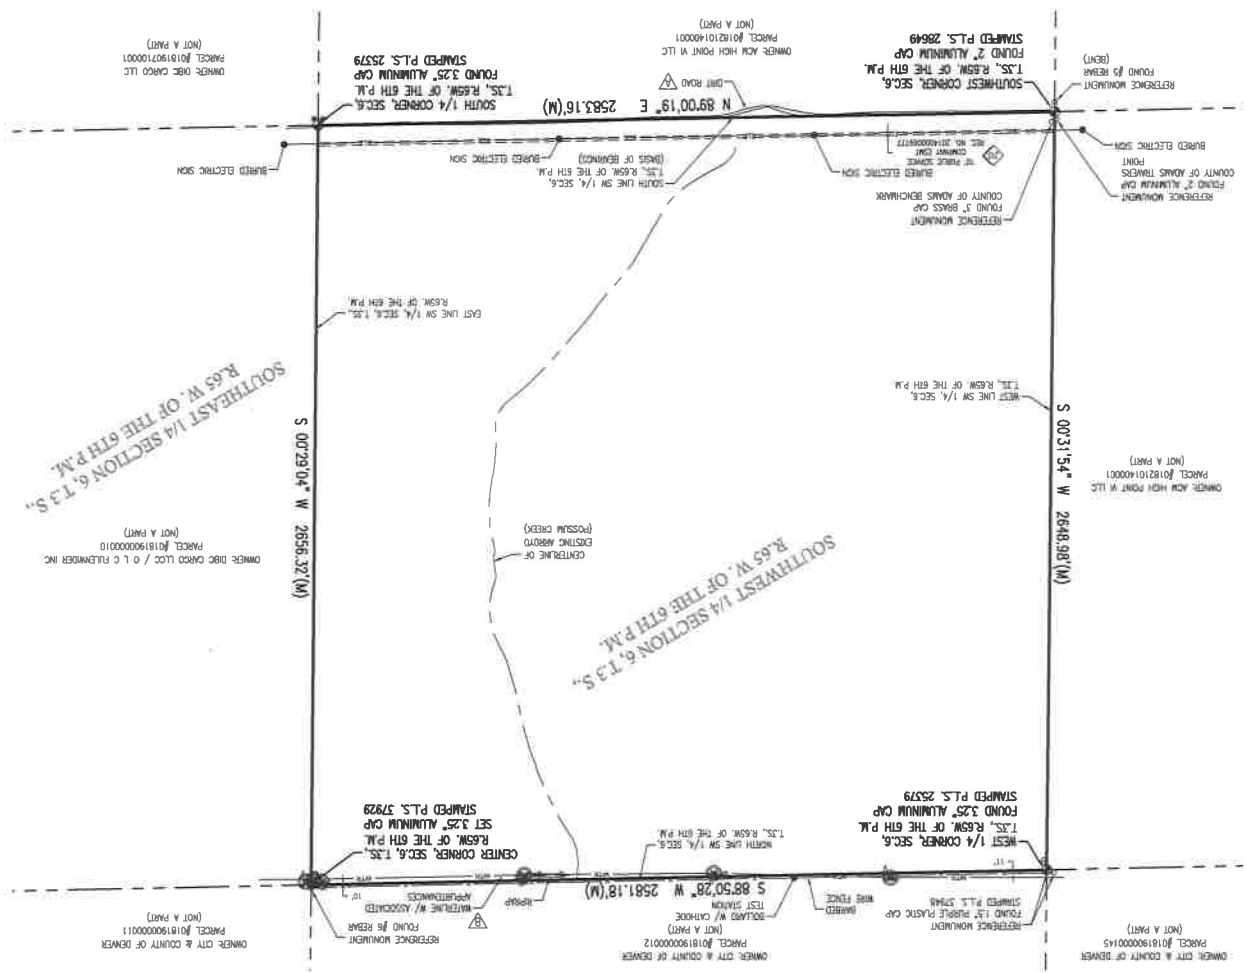 OWNER: CITY & COUNTY OF DENVER
PARCEL #0181900000145
(NOT A PART)
OWNER: CITY & COUNTY OF DENVER
PARCEL #0181900000012
(NOT A PART)
OWNER: CITY & COUNTY OF DENVER
PARCEL #0181900000011
(NOT A PART)
REFERENCE MONUMENT
FOUND 1.5" PURPLE PLASTIC CAP
STAMPED P.L.S. 37948
BARBED
WIRE FENCE
BOLLARD W/ CATHODE
TEST STATION
RIPRAP
B
WATERLINE W/ ASSOCIATED
APPURTENANCES
REFERENCE MONUMENT
FOUND #6 REBAR
S 88°50'28" W 2581.18'(M)
11'
10'
WEST 1/4 CORNER, SEC.6,
T.3S., R.65W. OF THE 6TH P.M.
FOUND 3.25" ALUMINUM CAP
STAMPED P.L.S. 25379
NORTH LINE SW 1/4, SEC.6,
T.3S., R.65W. OF THE 6TH P.M.
CENTER CORNER, SEC.6, T.3S.,
R.65W. OF THE 6TH P.M.
SET 3.25" ALUMINUM CAP
STAMPED P.L.S. 37929
SOUTHWEST 1/4 SECTION 6, T.3 S.,
R.65 W. OF THE 6TH P.M.
CENTERLINE OF
EXISTING ARROYO
(POSSUM CREEK)
OWNER: ACM HIGH POINT VI LLC
PARCEL #0182101400001
(NOT A PART)
S 00°31'54" W 2648.98'(M)
WEST LINE SW 1/4, SEC.6,
T.3S., R.65W. OF THE 6TH P.M.
S 00°29'04" W 2656.32'(M)
OWNER: DIBC CARGO LLCC / O L C FULENWIDER INC
PARCEL #0181900000010
(NOT A PART)
SOUTHEAST 1/4 SECTION 6, T.3 S.,
R.65 W. OF THE 6TH P.M.
EAST LINE SW 1/4, SEC.6, T.3S.,
R.65W. OF THE 6TH P.M.
REFERENCE MONUMENT
FOUND 3" BRASS CAP
COUNTY OF ADAMS BENCHMARK
REFERENCE MONUMENT
FOUND 2" ALUMINUM CAP
COUNTY OF ADAMS TRAVERS
POINT
BURIED ELECTRIC SIGN
BURIED ELECTRIC SIGN
10' PUBLIC SERVICE
COMPANY ESMT
SOUTH LINE SW 1/4, SEC.6,
T.3S., R.65W. OF THE 6TH P.M.
(BASIS OF BEARINGS)
BURIED ELECTRIC SIGN
BURIED ELECTRIC SIGN
N 89°00'19" E 2583.16'(M)
DIRT ROAD
A
REFERENCE MONUMENT
FOUND #5 REBAR
(BENT)
SOUTHWEST CORNER, SEC.6,
T.3S., R.65W. OF THE 6TH P.M.
FOUND 2" ALUMINUM CAP
STAMPED P.L.S. 28649
OWNER: ACM HIGH POINT VI LLC
PARCEL #0182101400001
(NOT A PART)
SOUTH 1/4 CORNER, SEC.6,
T.3S., R.65W. OF THE 6TH P.M.
FOUND 3.25" ALUMINUM CAP
STAMPED P.L.S. 25379
OWNER: DIBC CARGO LLC
PARCEL #0181907100001
(NOT A PART)